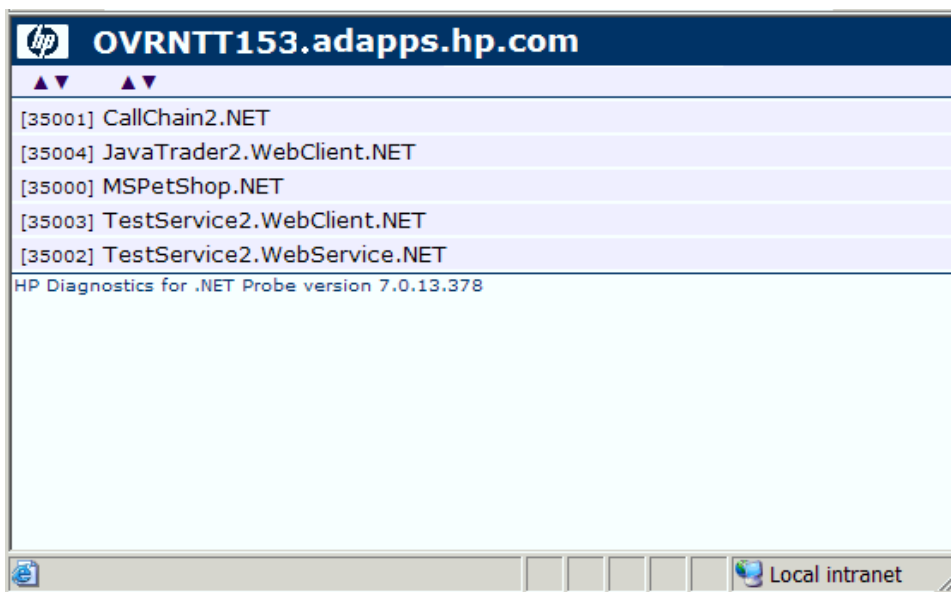 hp OVRNTT153.adapps.hp.com
▲▼ ▲▼
[35001] CallChain2.NET
[35004] JavaTrader2.WebClient.NET
[35000] MSPetShop.NET
[35003] TestService2.WebClient.NET
[35002] TestService2.WebService.NET
HP Diagnostics for .NET Probe version 7.0.13.378
Local intranet